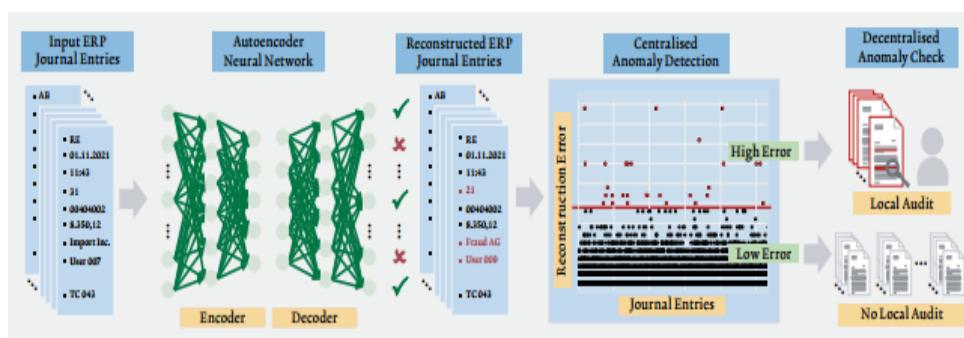 Input ERP
Journal Entries
Autoencoder
Neural Network
Reconstructed ERP
Journal Entries
Centralised
Anomaly Detection
Decentralised
Anomaly Check
AB
RE
01.11.2021
11:43
31
00404002
8.350,12
Import Inc.
User 007
TC 043
Encoder
Decoder
AB
RE
01.11.2021
11:43
21
00404002
8.350,12
Fraud AG
User 009
TC 043
Reconstruction Error
High Error
Low Error
Journal Entries
Local Audit
No Local Audit